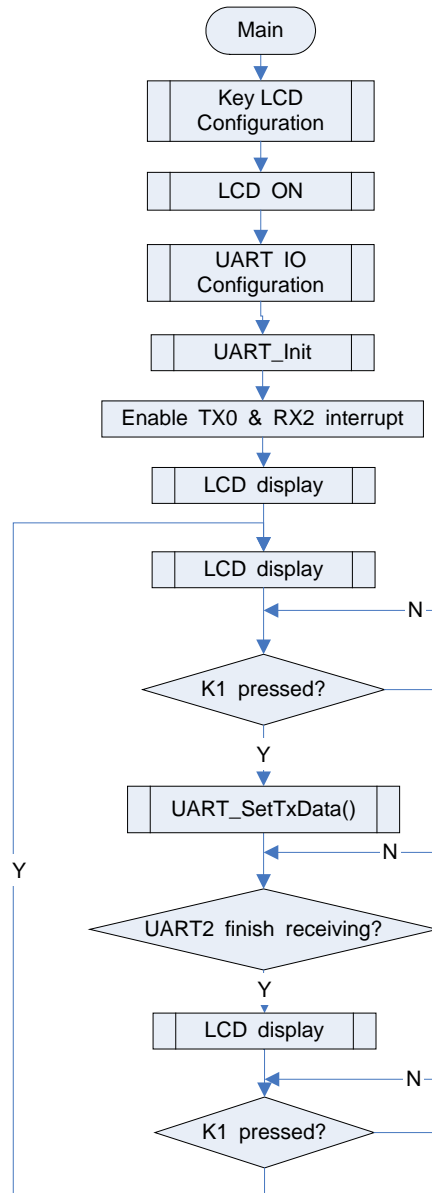 Main
Key LCD
Configuration
LCD ON
UART IO
Configuration
UART_Init
Enable TX0 & RX2 interrupt
LCD display
LCD display
N
K1 pressed?
Y
UART_SetTxData()
N
Y
UART2 finish receiving?
Y
LCD display
N
K1 pressed?